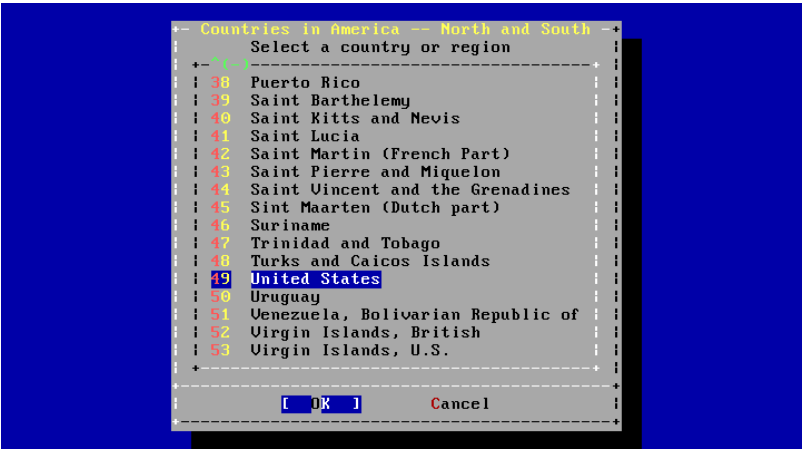 Countries in America -- North and South
Select a country or region
^(-)
38 Puerto Rico
39 Saint Barthelemy
40 Saint Kitts and Nevis
41 Saint Lucia
42 Saint Martin (French Part)
43 Saint Pierre and Miquelon
44 Saint Vincent and the Grenadines
45 Sint Maarten (Dutch part)
46 Suriname
47 Trinidad and Tobago
48 Turks and Caicos Islands
49 United States
50 Uruguay
51 Venezuela, Bolivarian Republic of
52 Virgin Islands, British
53 Virgin Islands, U.S.
[ OK ] Cancel